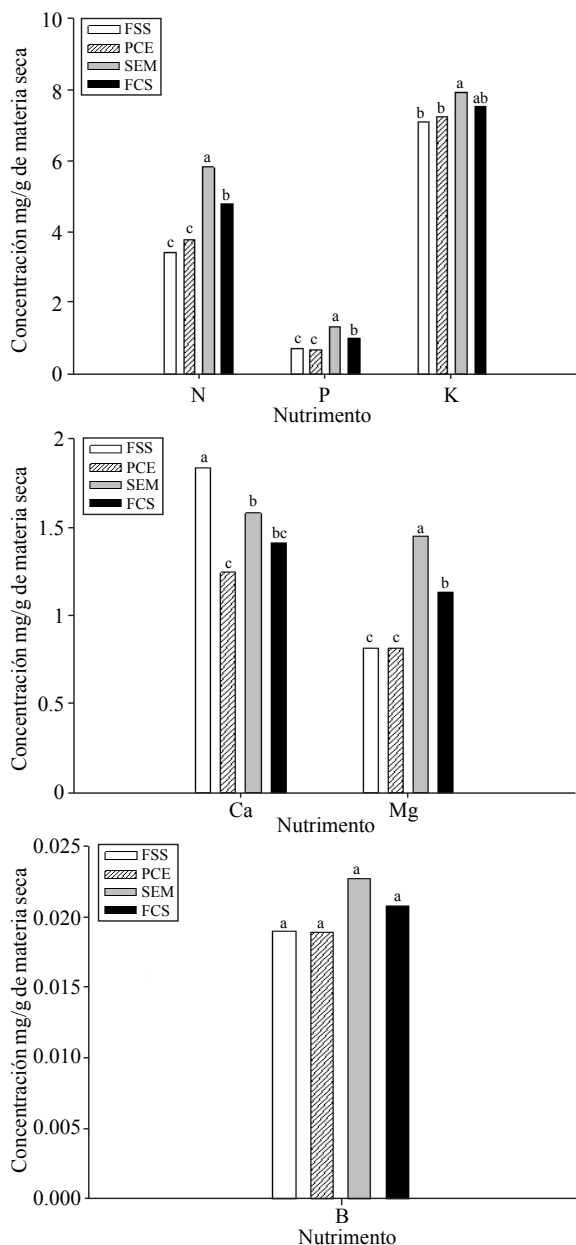 10
8
6
4
2
0
Concentración mg/g de materia seca
FSS
PCE
SEM
FCS
c c a b
c c a b
b b a ab
N P K
Nutrimento
2
1.5
1
0.5
0
Concentración mg/g de materia seca
FSS
PCE
SEM
FCS
a c b bc
c c a b
Ca Mg
Nutrimento
0.025
0.020
0.015
0.010
0.005
0.000
Concentración mg/g de materia seca
FSS
PCE
SEM
FCS
a a a a
B
Nutrimento